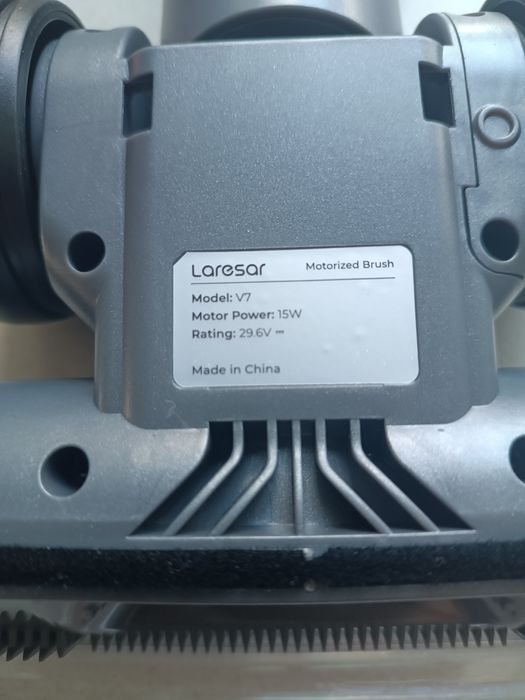 Laresar Motorized Brush
Model: V7
Motor Power: 15W
Rating: 29.6V ⎓
Made in China